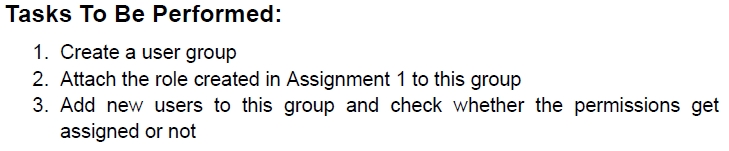 Tasks To Be Performed:
1. Create a user group
2. Attach the role created in Assignment 1 to this group
3. Add new users to this group and check whether the permissions get
assigned or not